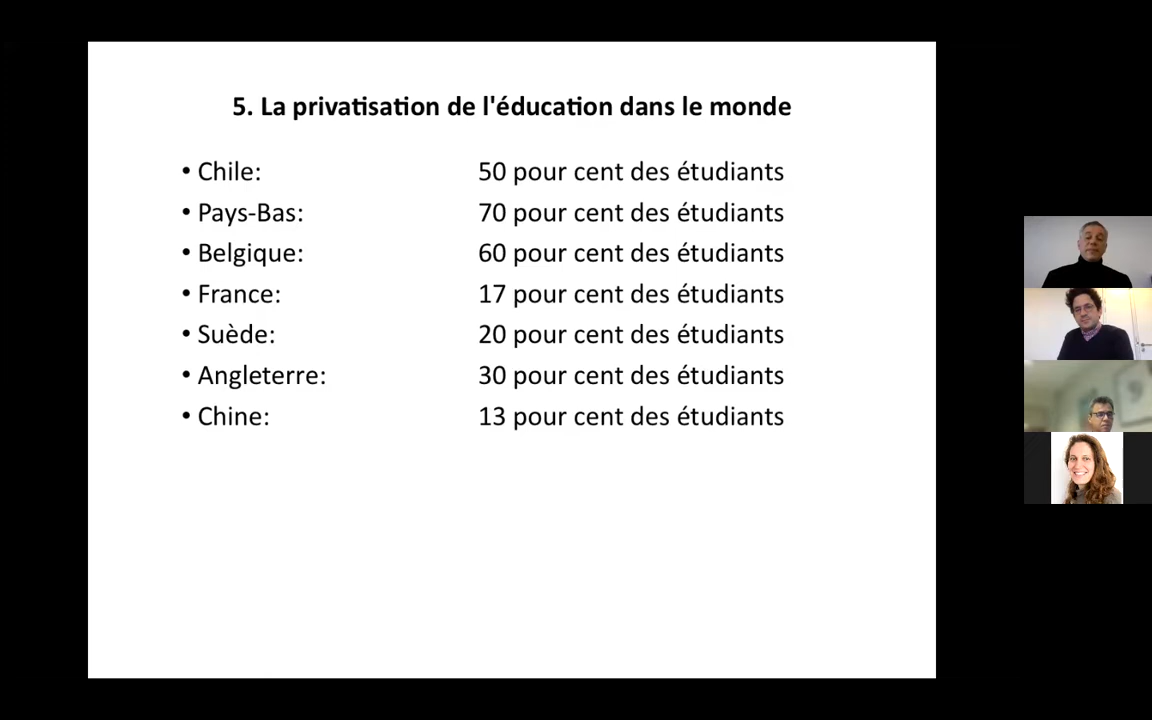 5. La privatisation de l'éducation dans le monde
• Chile: 50 pour cent des étudiants
• Pays-Bas: 70 pour cent des étudiants
• Belgique: 60 pour cent des étudiants
• France: 17 pour cent des étudiants
• Suède: 20 pour cent des étudiants
• Angleterre: 30 pour cent des étudiants
• Chine: 13 pour cent des étudiants